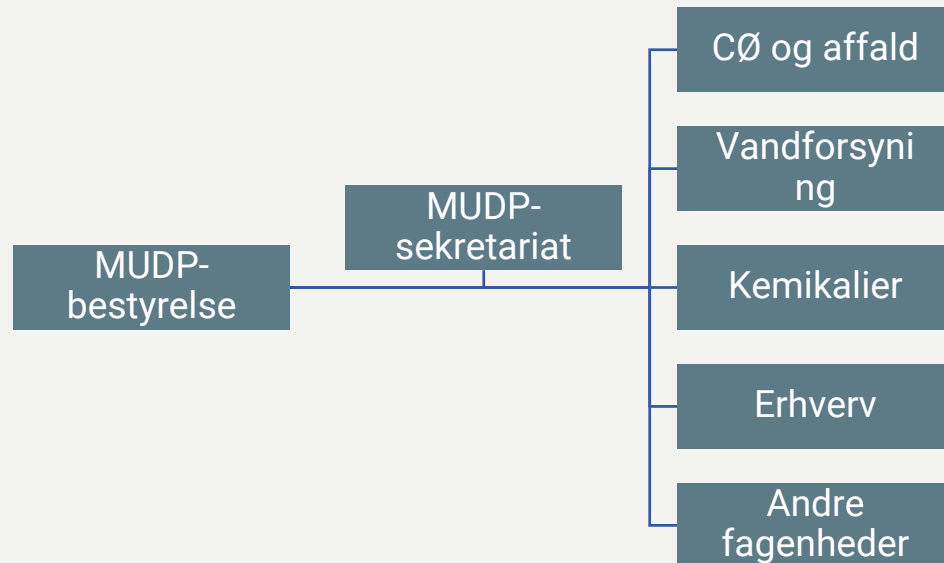 MUDP-
bestyrelse
MUDP-
sekretariat
CØ og affald
Vandforsyni
ng
Kemikalier
Erhverv
Andre
fagenheder